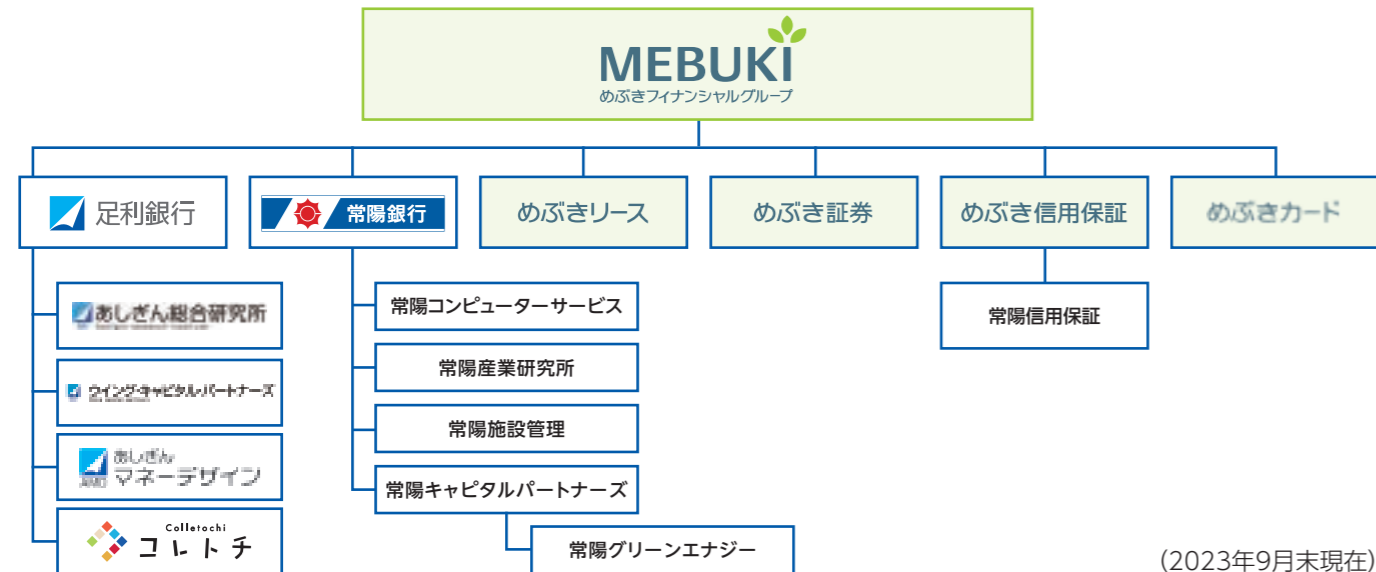 MEBUKI
めぶきフィナンシャルグループ
足利銀行
常陽銀行
めぶきリース
めぶき証券
めぶき信用保証
めぶきカード
あしぎん総合研究所
ウイング・キャピタル・パートナーズ
あしぎん
マネーデザイン
Colletochi
コレトチ
常陽コンピューターサービス
常陽産業研究所
常陽施設管理
常陽キャピタルパートナーズ
常陽グリーンエナジー
常陽信用保証
(2023年9月末現在)